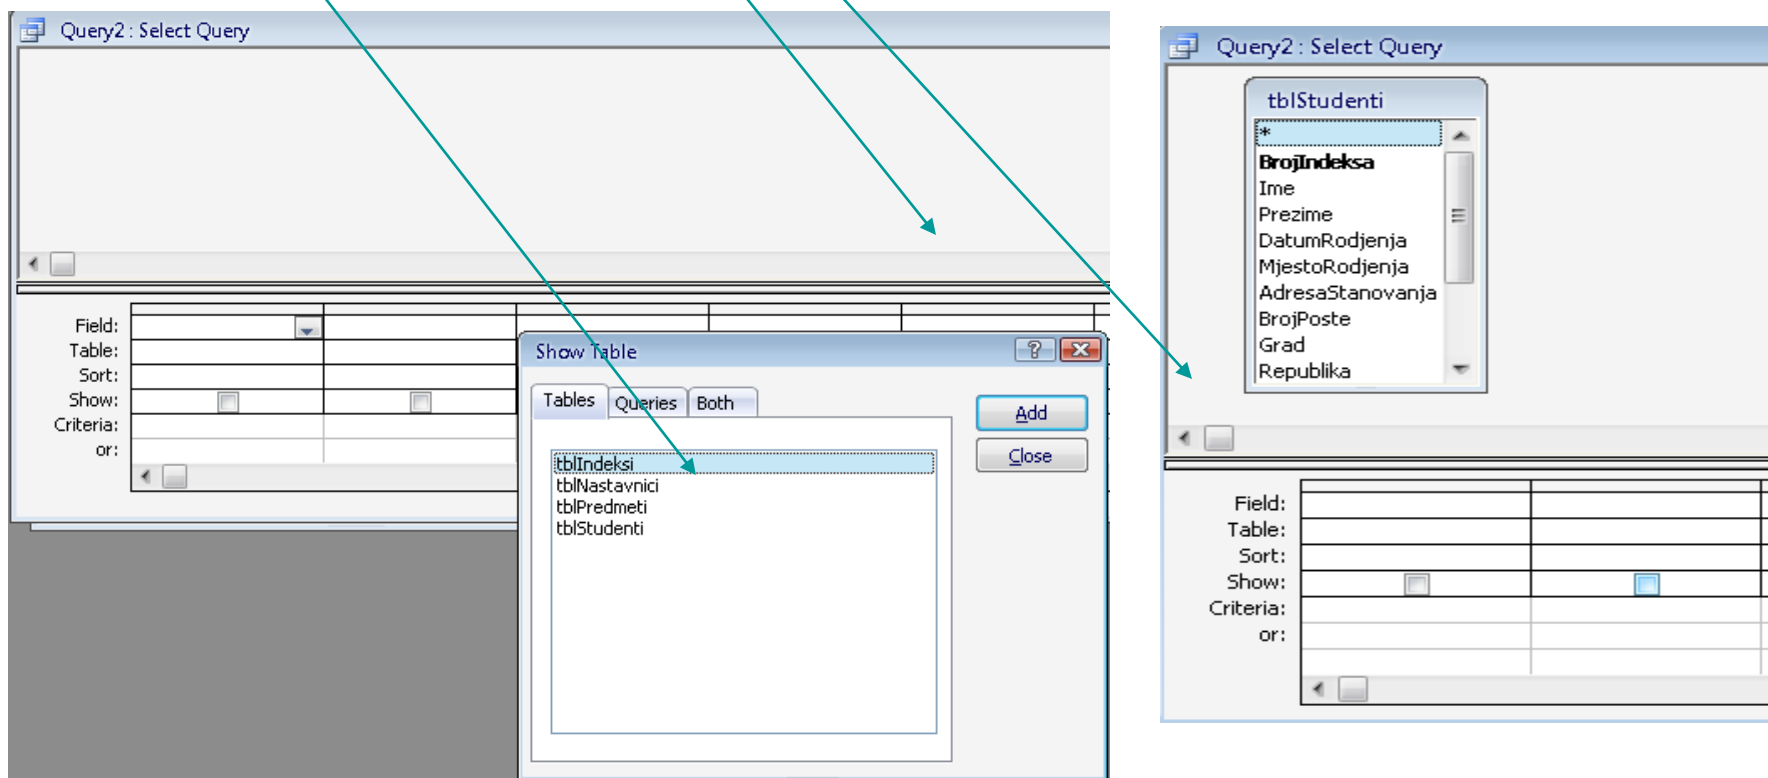 Query2 : Select Query
Field:
Table:
Sort:
Show:
Criteria:
or:
Show Table
?
Tables Queries Both
Add
Close
tblIndeksi
tblNastavnici
tblPredmeti
tblStudenti
Query2 : Select Query
tblStudenti
*
BrojIndeksa
Ime
Prezime
DatumRodjenja
MjestoRodjenja
AdresaStanovanja
BrojPoste
Grad
Republika
Field:
Table:
Sort:
Show:
Criteria:
or: